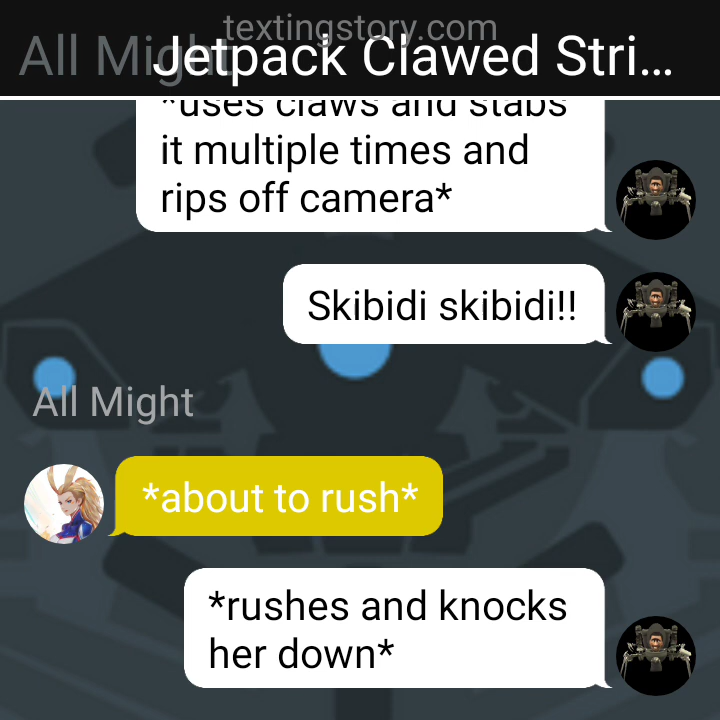 textingstory.com
All Might
Jetpack Clawed Stri...
*uses claws and stabs
it multiple times and
rips off camera*
Skibidi skibidi!!
All Might
*about to rush*
*rushes and knocks
her down*